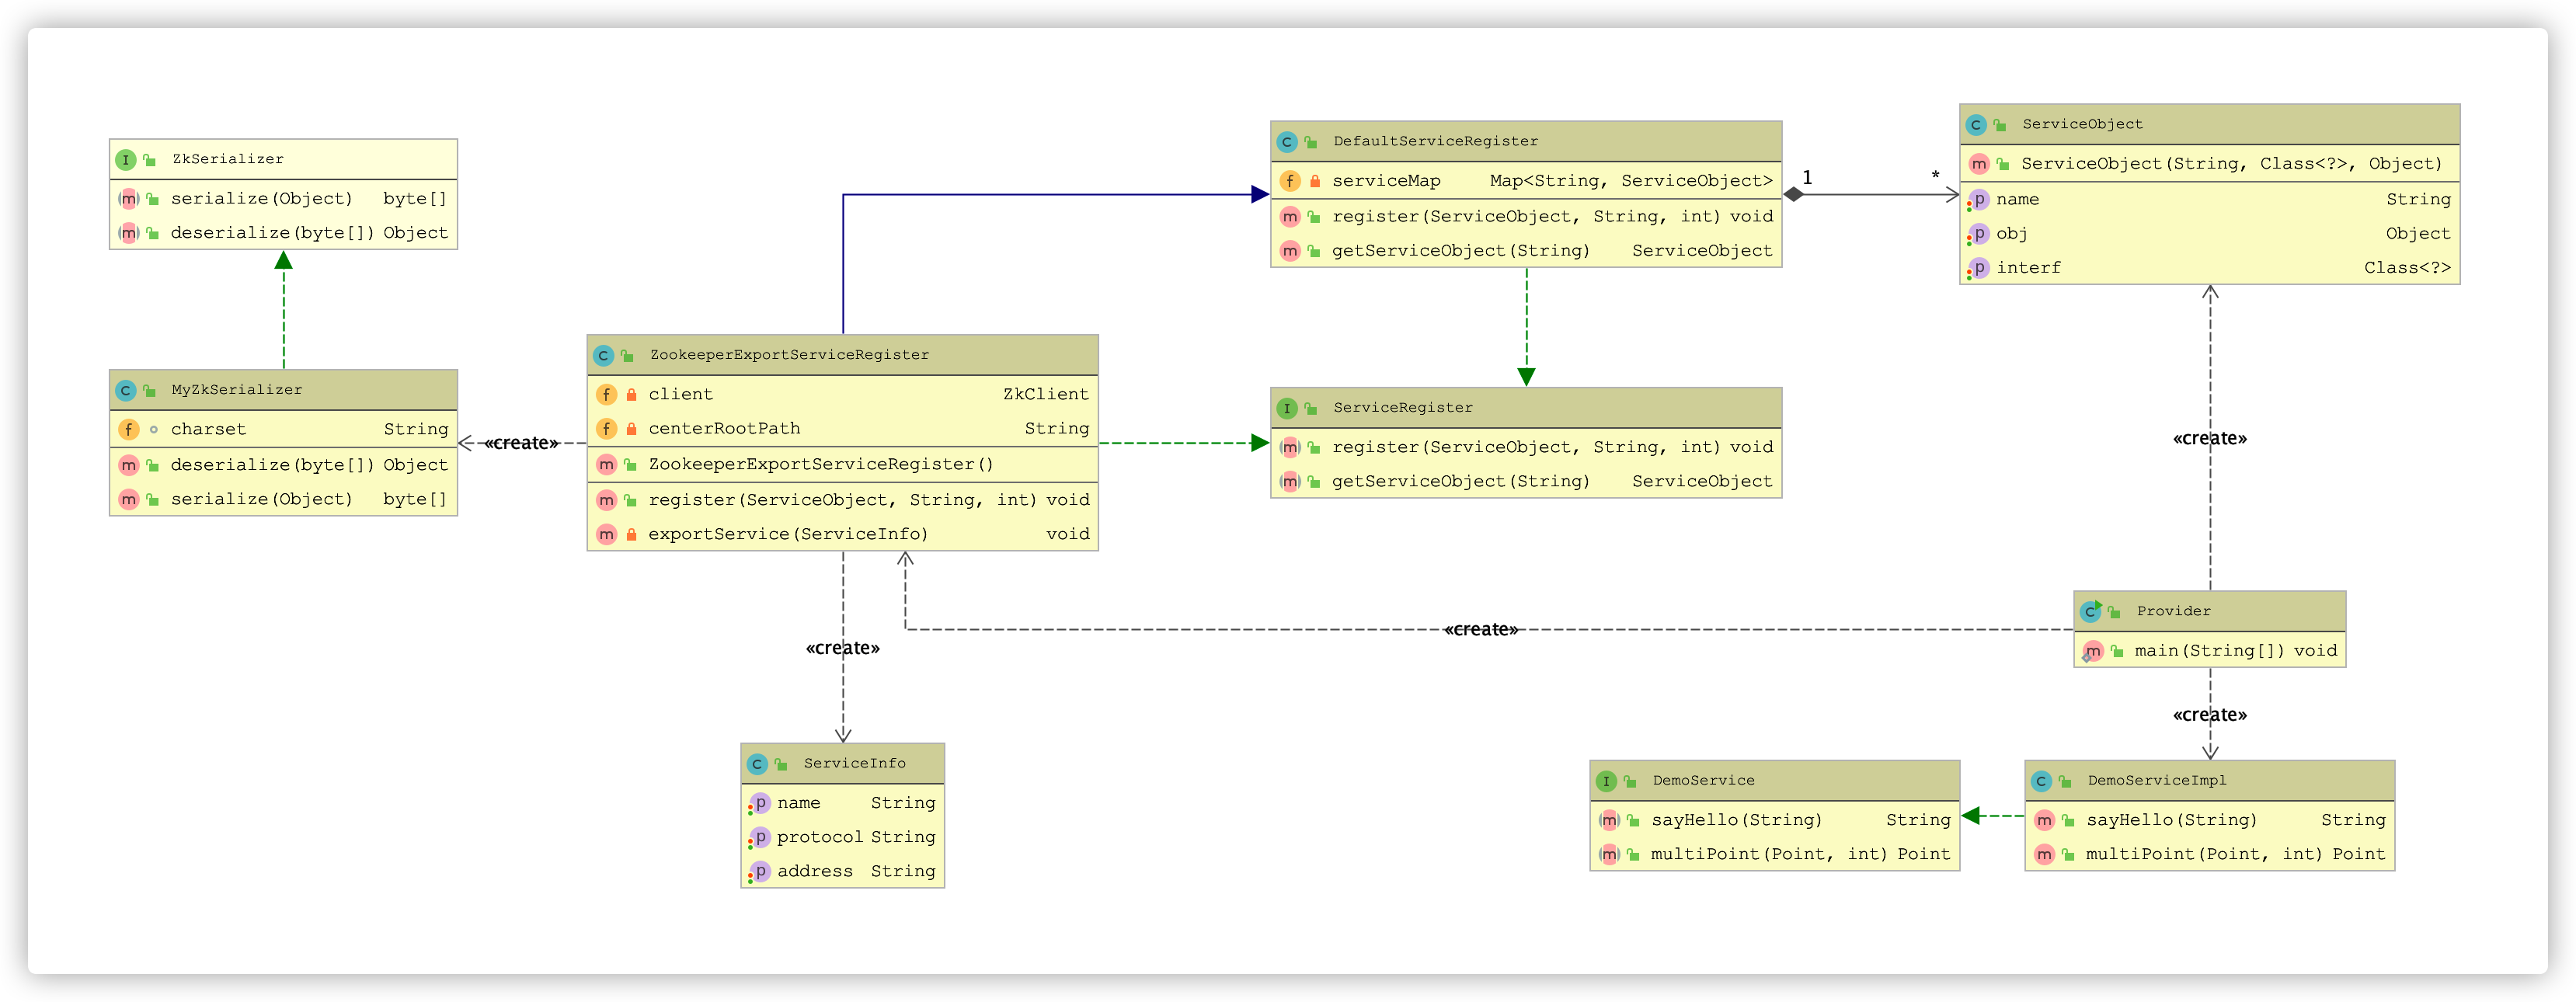 ZkSerializer
serialize(Object) byte[]
deserialize(byte[]) Object
MyZkSerializer
charset String
deserialize(byte[]) Object
serialize(Object) byte[]
«create»
ZookeeperExportServiceRegister
client ZkClient
centerRootPath String
ZookeeperExportServiceRegister()
register(ServiceObject, String, int) void
exportService(ServiceInfo) void
«create»
ServiceInfo
name String
protocol String
address String
DefaultServiceRegister
serviceMap Map<String, ServiceObject>
register(ServiceObject, String, int) void
getServiceObject(String) ServiceObject
1 *
ServiceRegister
register(ServiceObject, String, int) void
getServiceObject(String) ServiceObject
ServiceObject
ServiceObject(String, Class<?>, Object)
name String
obj Object
interf Class<?>
«create»
«create»
Provider
main(String[]) void
«create»
DemoService
sayHello(String) String
multiPoint(Point, int) Point
DemoServiceImpl
sayHello(String) String
multiPoint(Point, int) Point